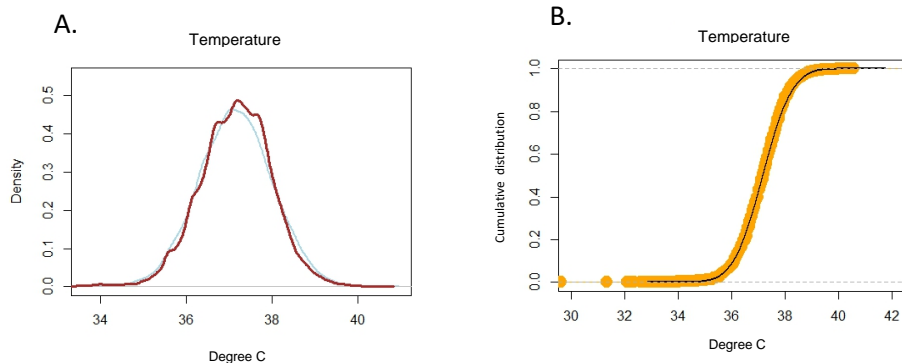 A.
Temperature
Density
0.5
0.4
0.3
0.2
0.1
0.0
34 36 38 40
Degree C
B.
Temperature
Cumulative distribution
1.0
0.8
0.6
0.4
0.2
0.0
30 32 34 36 38 40 42
Degree C